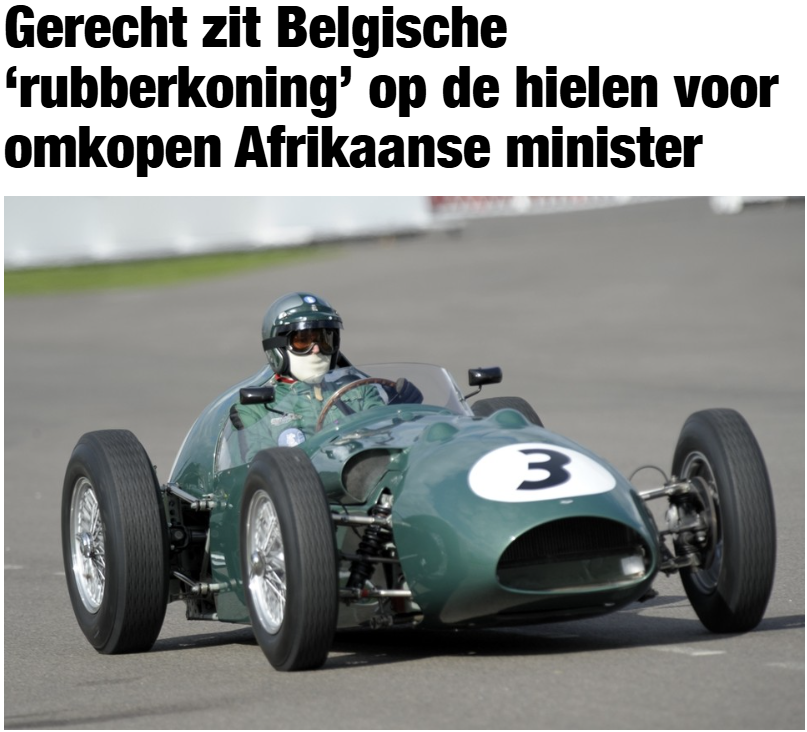 Gerecht zit Belgische
‘rubberkoning’ op de hielen voor
omkopen Afrikaanse minister
3